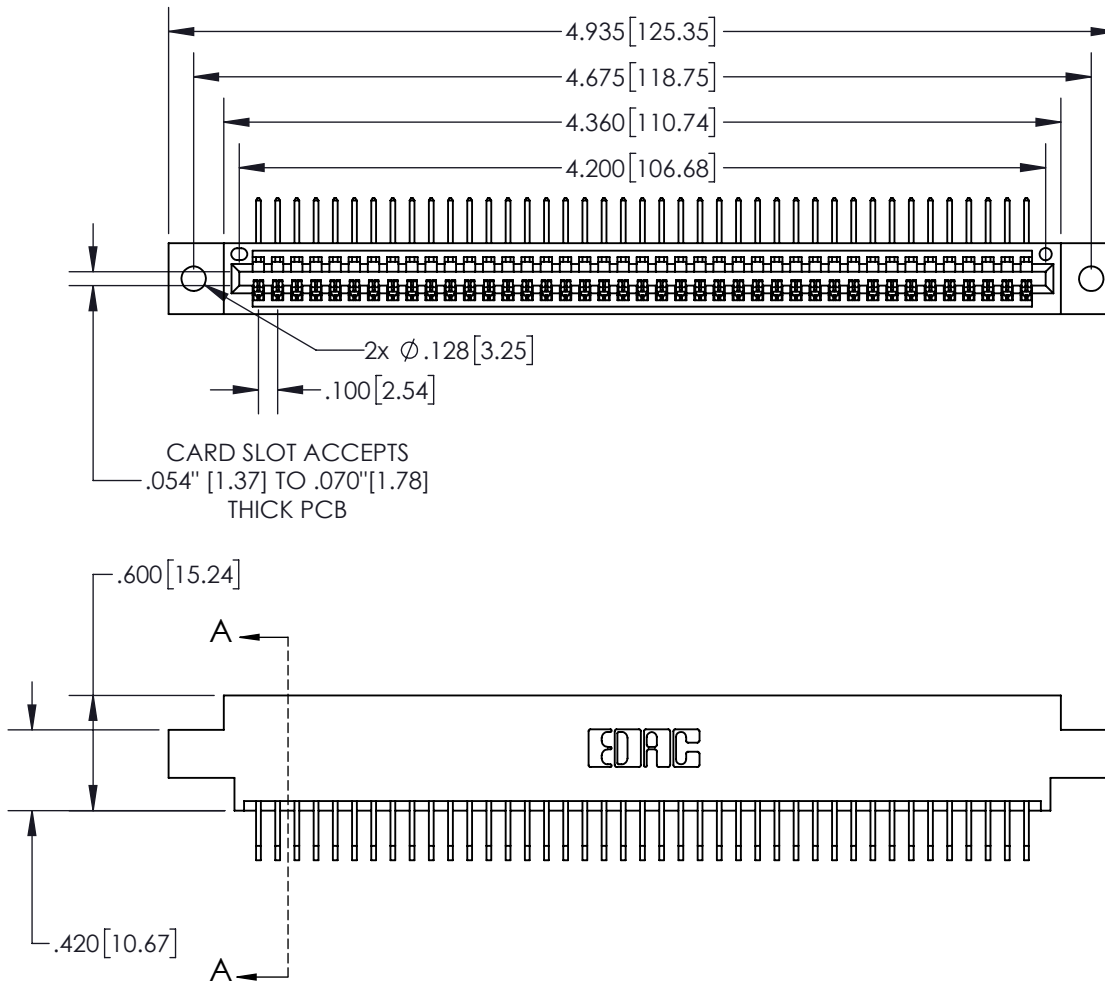 4.935[125.35]
4.675[118.75]
4.360[110.74]
4.200[106.68]
2x ∅.128[3.25]
.100[2.54]
CARD SLOT ACCEPTS
.054" [1.37] TO .070"[1.78]
THICK PCB
.600[15.24]
A
EDAC
.420[10.67]
A